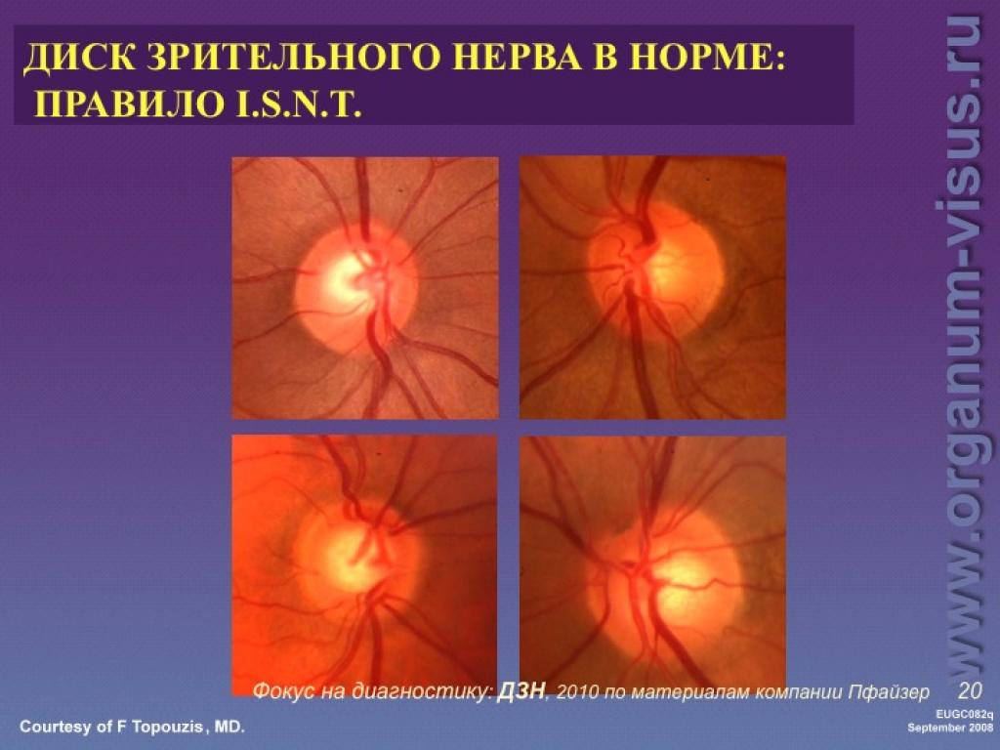 ДИСК ЗРИТЕЛЬНОГО НЕРВА В НОРМЕ:
ПРАВИЛО I.S.N.T.
www.organum-visus.ru
Фокус на диагностику: ДЗН, 2010 по материалам компании Пфайзер 20
EUGC082q
September 2008
Courtesy of F Topouzis, MD.